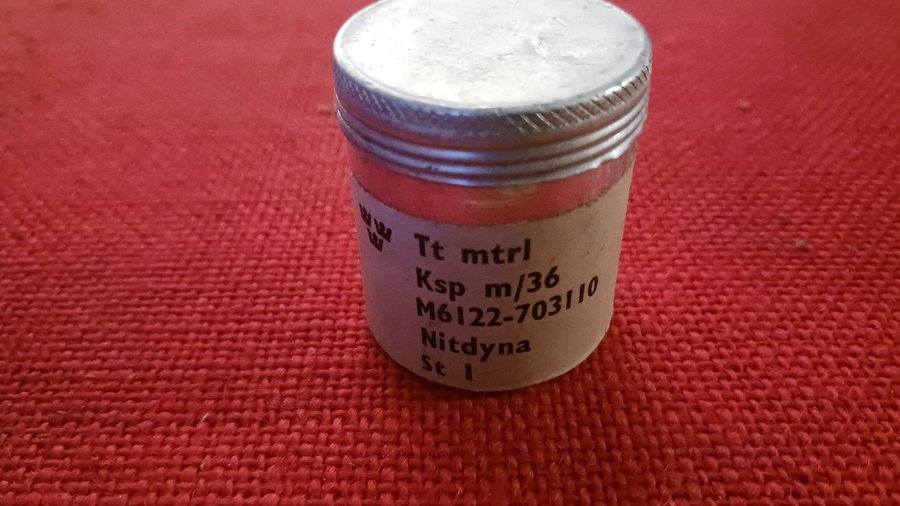 Tt mtrl
Ksp m/36
M6122-703110
Nitdyna
St 1